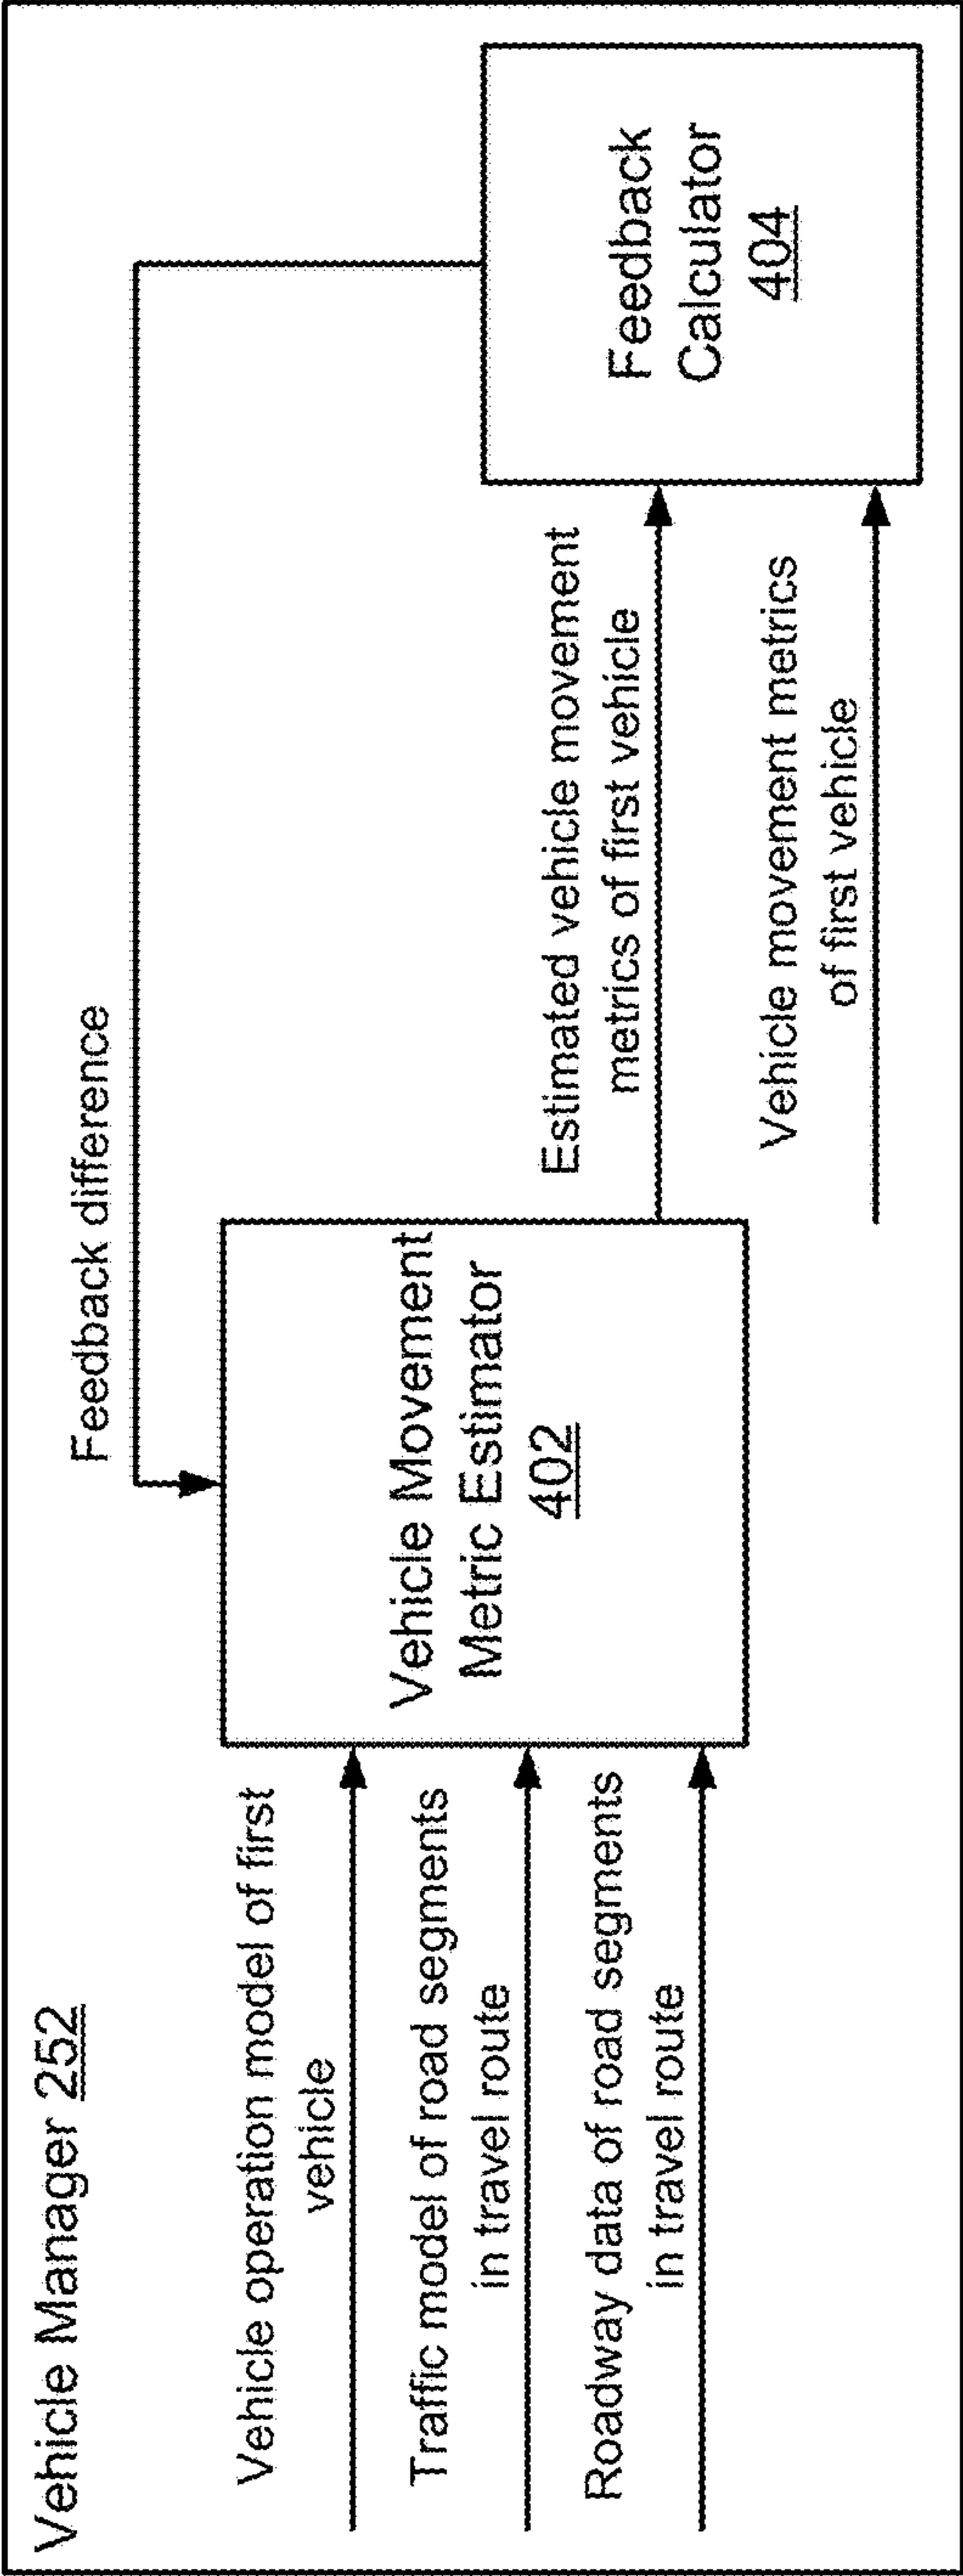 Vehicle Manager 252
Feedback difference
Vehicle operation model of first
vehicle
Traffic model of road segments
in travel route
Roadway data of road segments
in travel route
Vehicle Movement
Metric Estimator
402
Estimated vehicle movement
metrics of first vehicle
Vehicle movement metrics
of first vehicle
Feedback
Calculator
404